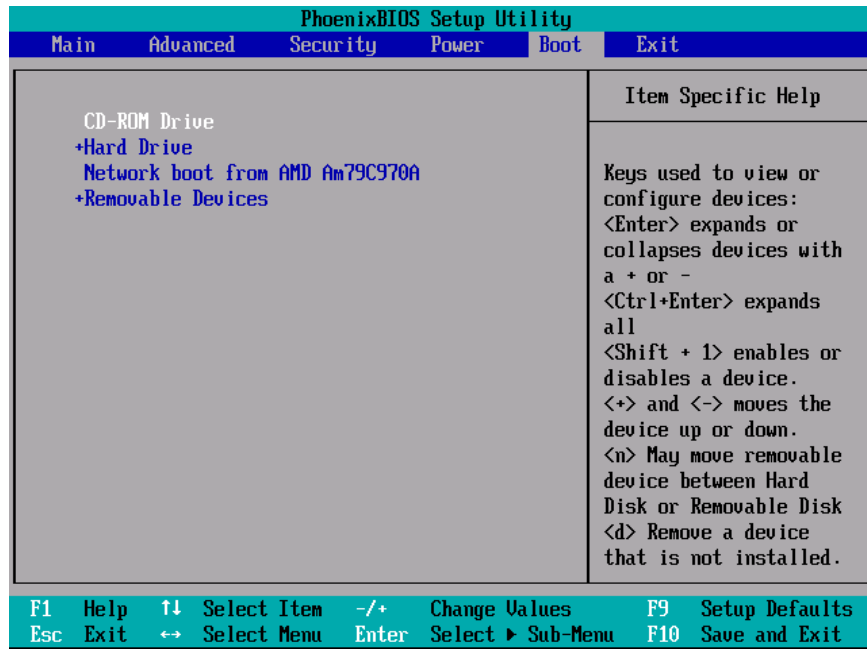 PhoenixBIOS Setup Utility
Main Advanced Security Power Boot Exit
CD-ROM Drive
+Hard Drive
Network boot from AMD Am79C970A
+Removable Devices
Item Specific Help
Keys used to view or
configure devices:
<Enter> expands or
collapses devices with
a + or -
<Ctrl+Enter> expands
all
<Shift + 1> enables or
disables a device.
<+> and <-> moves the
device up or down.
<n> May move removable
device between Hard
Disk or Removable Disk
<d> Remove a device
that is not installed.
F1 Help ↑↓ Select Item -/+ Change Values F9 Setup Defaults
Esc Exit ↔ Select Menu Enter Select ▶ Sub-Menu F10 Save and Exit